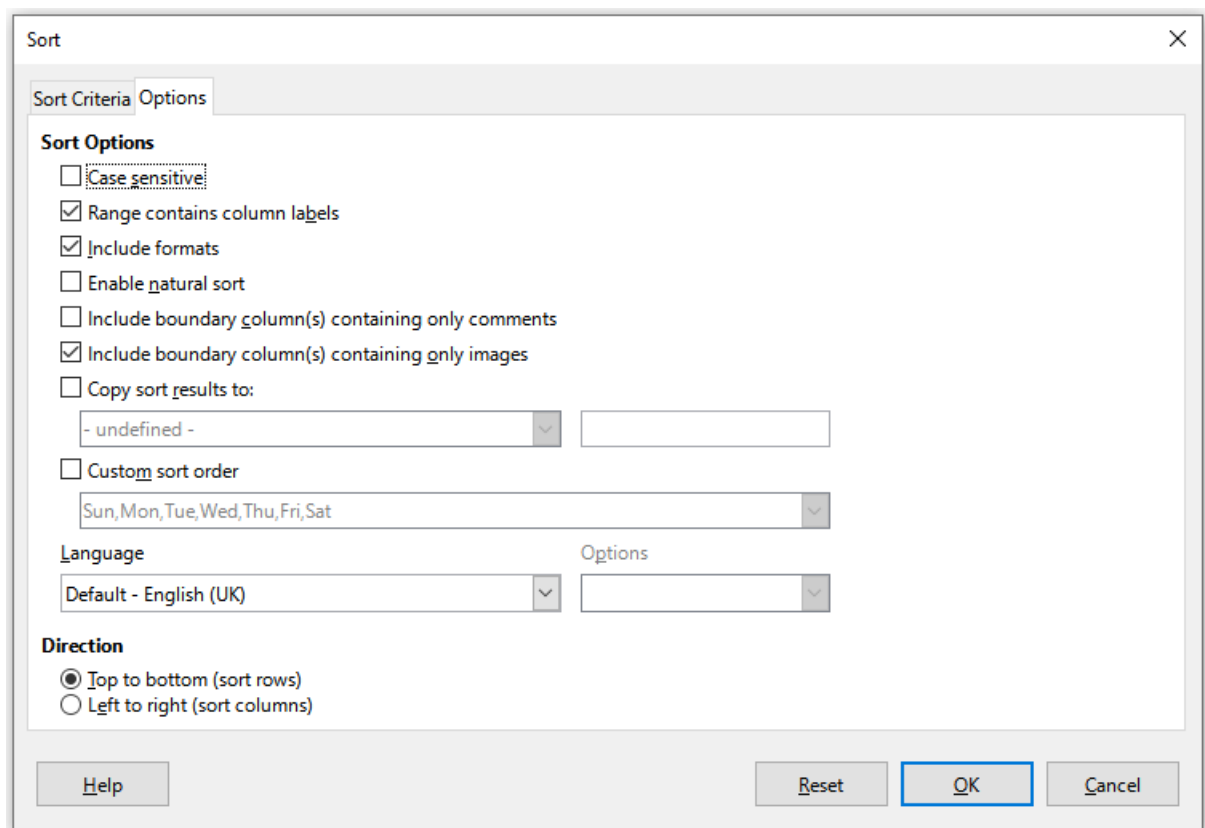 Sort
Sort Criteria Options
Sort Options
Case sensitive
Range contains column labels
Include formats
Enable natural sort
Include boundary column(s) containing only comments
Include boundary column(s) containing only images
Copy sort results to:
- undefined -
Custom sort order
Sun,Mon,Tue,Wed,Thu,Fri,Sat
Language Options
Default - English (UK)
Direction
Top to bottom (sort rows)
Left to right (sort columns)
Help Reset OK Cancel